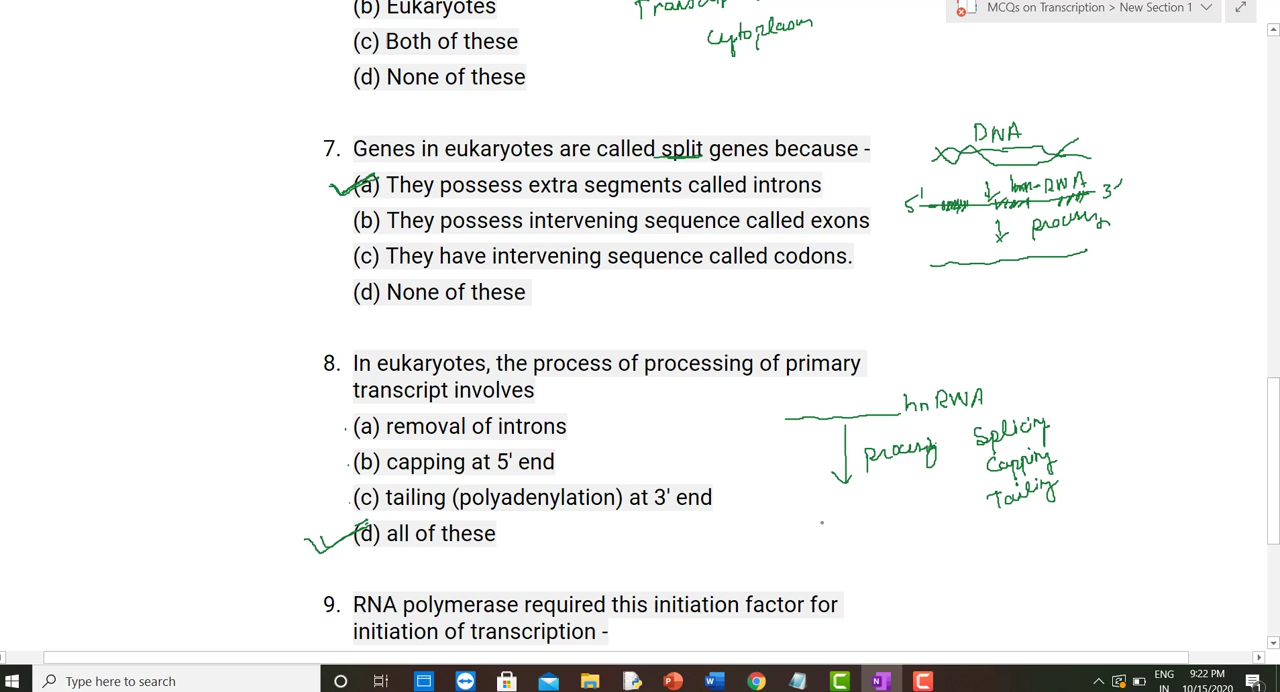 (b) Eukaryotes
cytoplasm
MCQs on Transcription > New Section 1
(c) Both of these
(d) None of these
7. Genes in eukaryotes are called split genes because -
DNA
(a) They possess extra segments called introns
5' hn-RNA 3'
(b) They possess intervening sequence called exons
processing
(c) They have intervening sequence called codons.
(d) None of these
8. In eukaryotes, the process of processing of primary
transcript involves
hnRNA
(a) removal of introns
Splicing
processing
(b) capping at 5' end
Capping
(c) tailing (polyadenylation) at 3' end
Tailing
(d) all of these
9. RNA polymerase required this initiation factor for
initiation of transcription -
Type here to search
ENG
IN
9:22 PM
10/15/2020
1